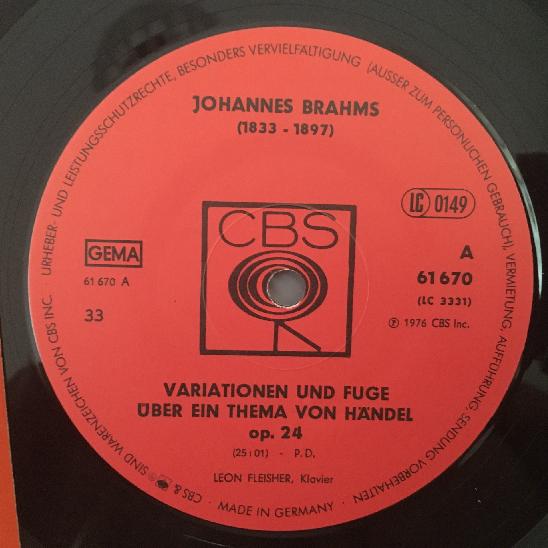 URHEBER- UND LEISTUNGSSCHUTZRECHTE, BESONDERS VERVIELFÄLTIGUNG (AUSSER ZUM PERSÖNLICHEN GEBRAUCH), VERMIETUNG, AUFFÜHRUNG, SENDUNG VORBEHALTEN
JOHANNES BRAHMS
(1833 - 1897)
LC 0149
CBS
GEMA
A
61 670 A
61 670
(LC 3331)
33
℗ 1976 CBS Inc.
VARIATIONEN UND FUGE
ÜBER EIN THEMA VON HÄNDEL
op. 24
(25:01) - P.D.
LEON FLEISHER, Klavier
CBS & SIND WARENZEICHEN VON CBS INC.
· MADE IN GERMANY ·